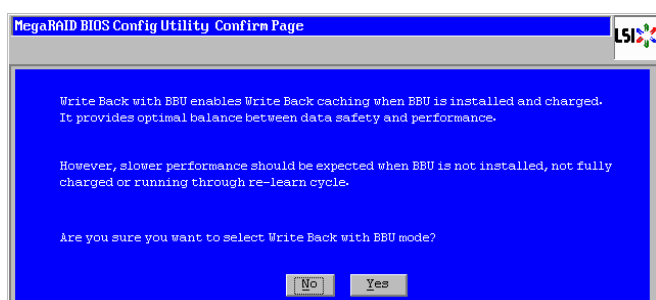 MegaRAID BIOS Config Utility Confirm Page
LSI
Write Back with BBU enables Write Back caching when BBU is installed and charged.
It provides optimal balance between data safety and performance.
However, slower performance should be expected when BBU is not installed, not fully
charged or running through re-learn cycle.
Are you sure you want to select Write Back with BBU mode?
No Yes